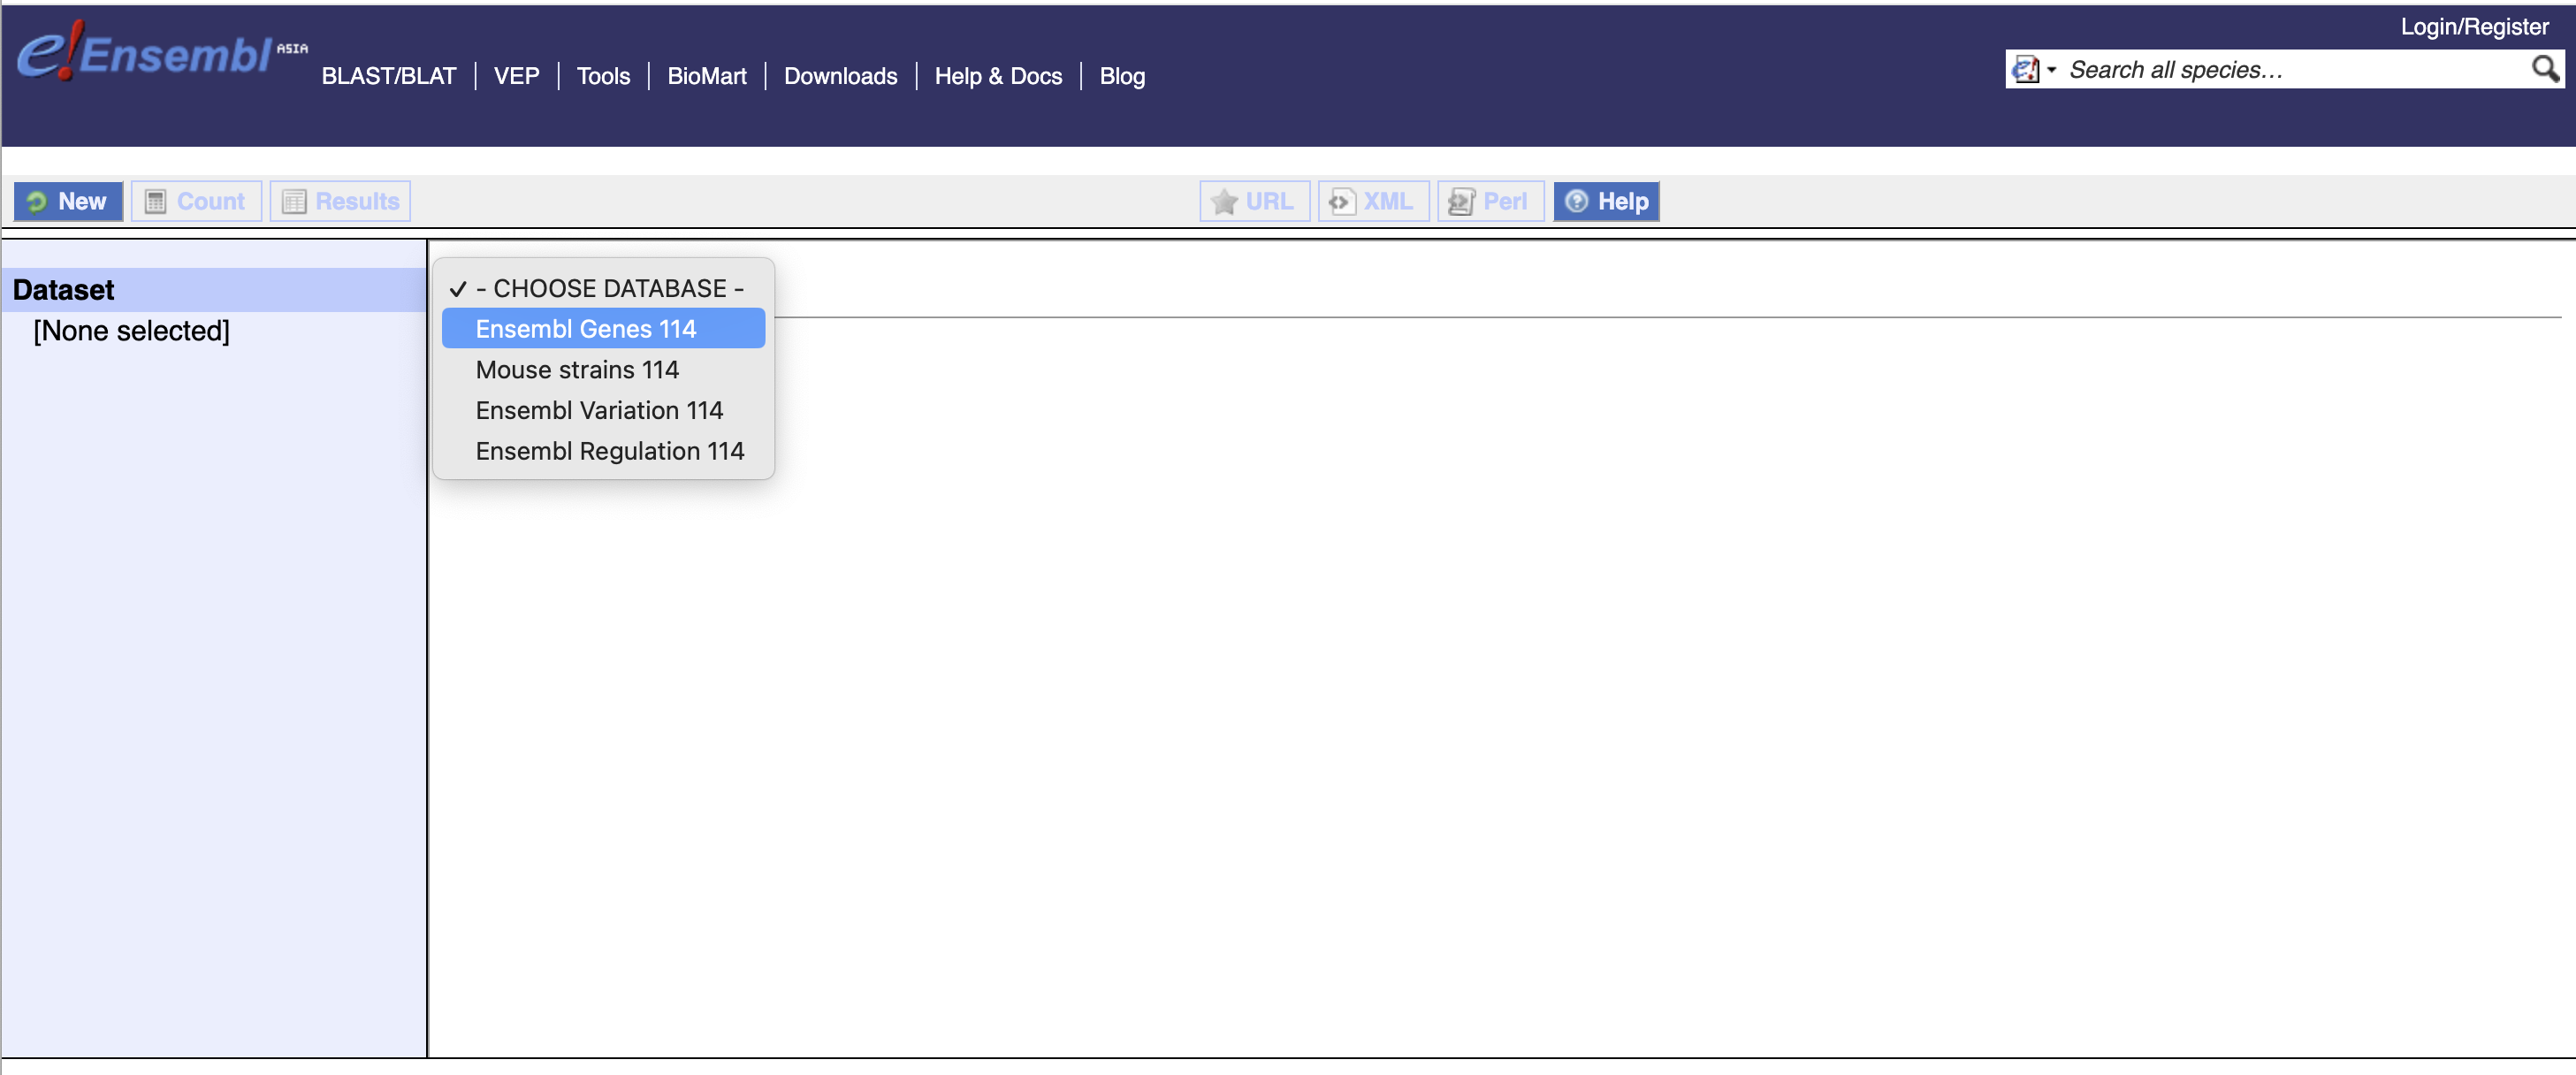 Login/Register
e!Ensembl ASIA
BLAST/BLAT VEP Tools BioMart Downloads Help & Docs Blog
e! Search all species...
New Count Results URL XML Perl Help
Dataset
[None selected]
✓ - CHOOSE DATABASE -
Ensembl Genes 114
Mouse strains 114
Ensembl Variation 114
Ensembl Regulation 114